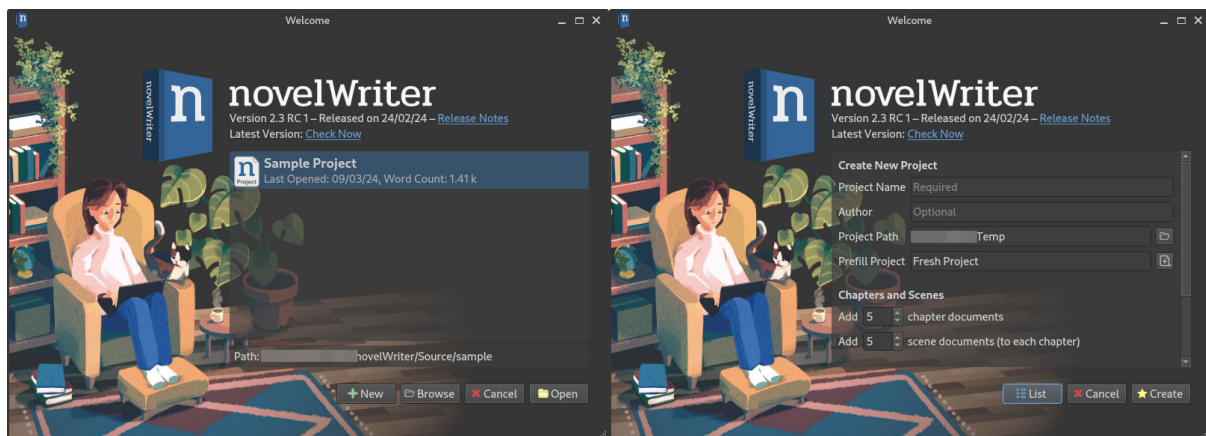 Welcome
n
novelWriter
novelWriter
Version 2.3 RC 1 – Released on 24/02/24 – Release Notes
Latest Version: Check Now
n
Project
Sample Project
Last Opened: 09/03/24, Word Count: 1.41 k
Path: novelWriter/Source/sample
New Browse Cancel Open
Welcome
n
novelWriter
novelWriter
Version 2.3 RC 1 – Released on 24/02/24 – Release Notes
Latest Version: Check Now
Create New Project
Project Name Required
Author Optional
Project Path Temp
Prefill Project Fresh Project
Chapters and Scenes
Add 5 chapter documents
Add 5 scene documents (to each chapter)
List Cancel Create